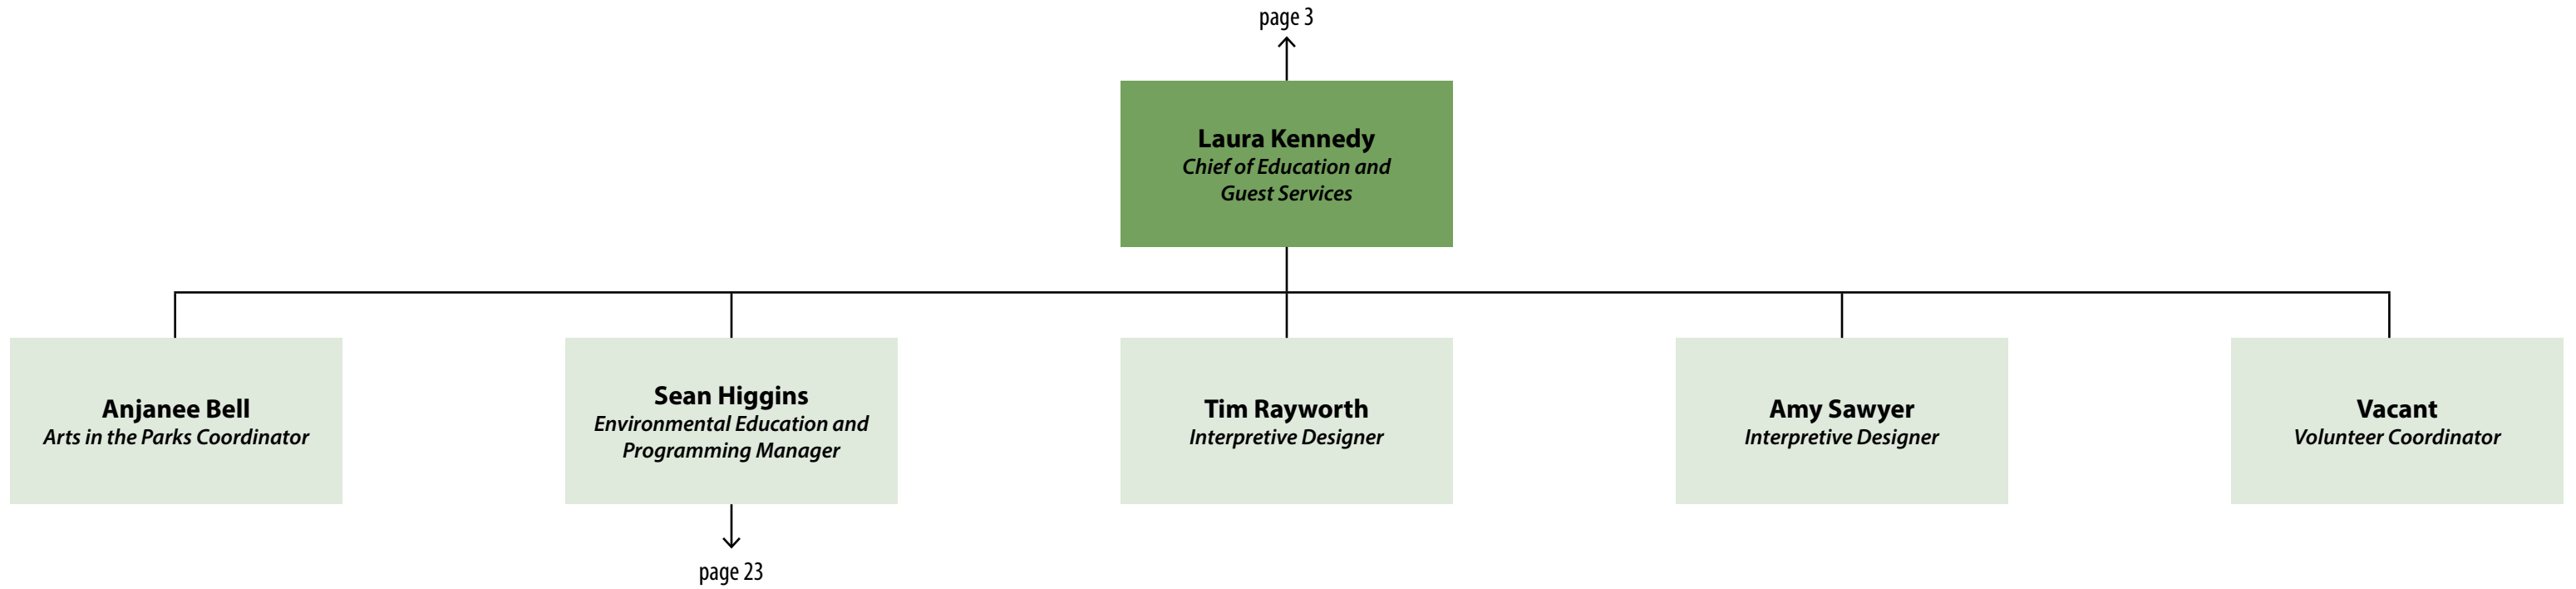 page 3
Laura Kennedy
Chief of Education and
Guest Services
Anjanee Bell
Arts in the Parks Coordinator
Sean Higgins
Environmental Education and
Programming Manager
Tim Rayworth
Interpretive Designer
Amy Sawyer
Interpretive Designer
Vacant
Volunteer Coordinator
page 23